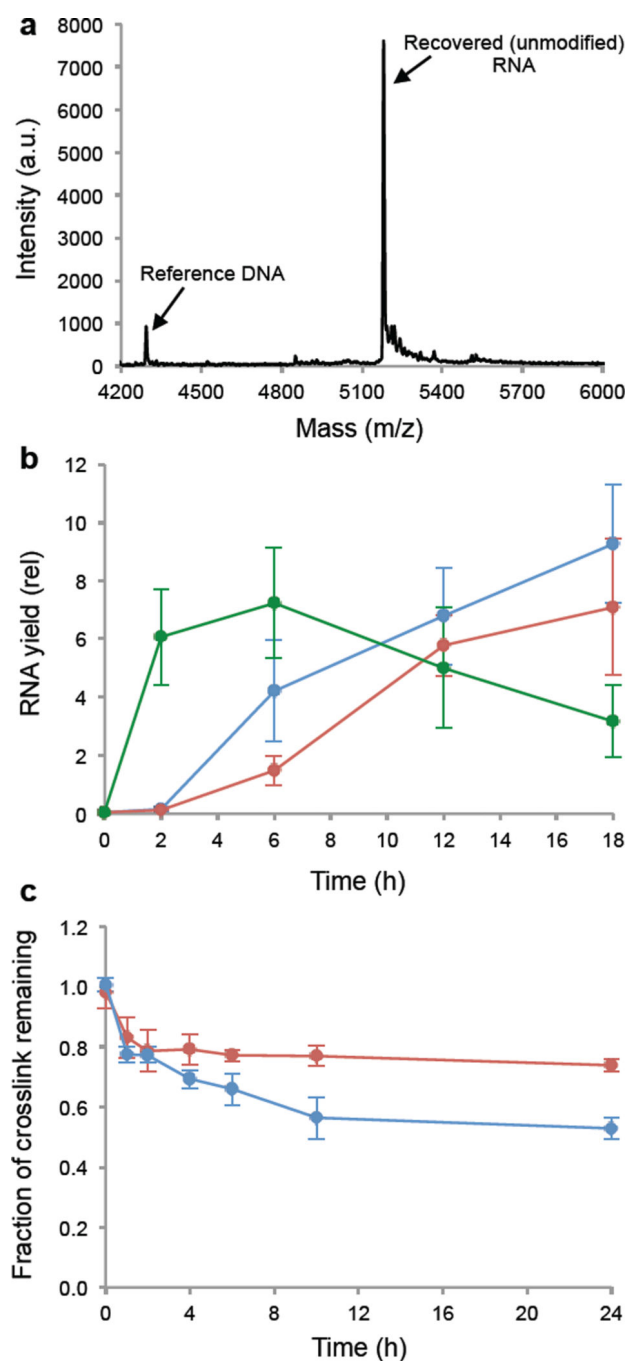 a
8000
7000
6000
5000
4000
3000
2000
1000
0
Intensity (a.u.)
Recovered (unmodified)
RNA
Reference DNA
4200 4500 4800 5100 5400 5700 6000
Mass (m/z)
b
12
10
8
6
4
2
0
RNA yield (rel)
0 2 4 6 8 10 12 14 16 18
Time (h)
c
1.2
1.0
0.8
0.6
0.4
0.2
0.0
Fraction of crosslink remaining
0 4 8 12 16 20 24
Time (h)